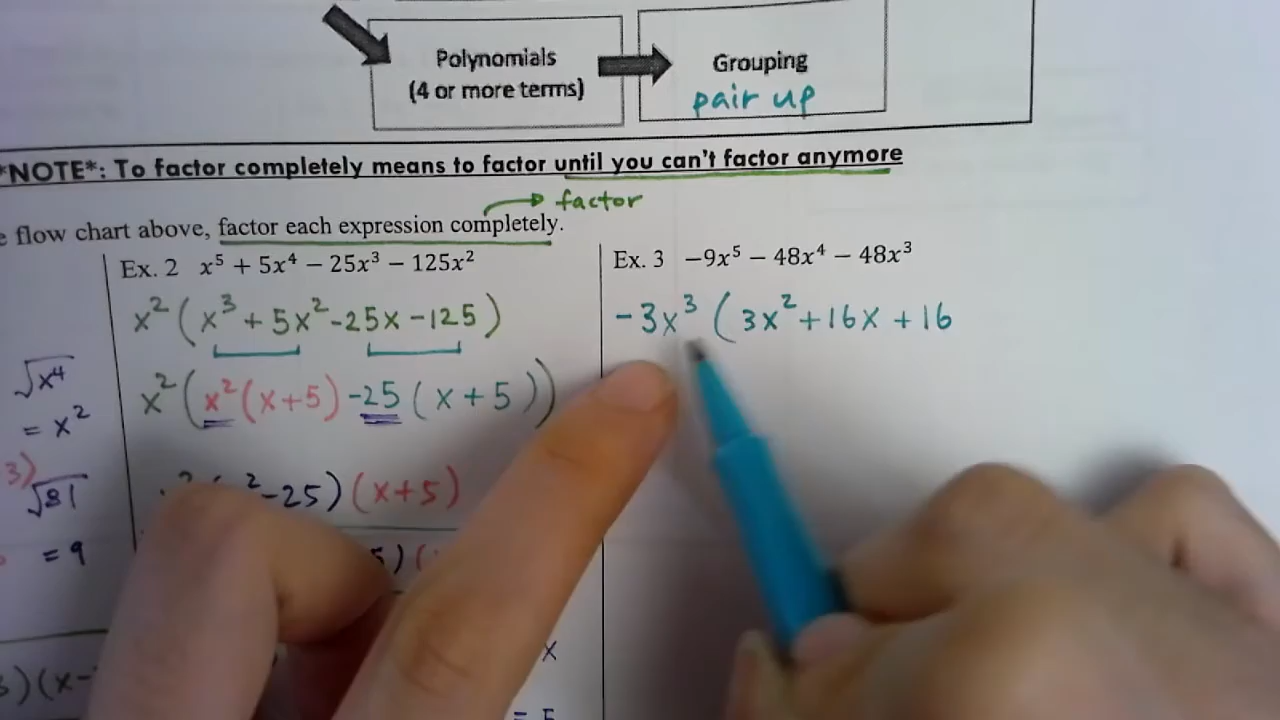 Polynomials
(4 or more terms)
Grouping
pair up
*NOTE*: To factor completely means to factor until you can't factor anymore
factor
flow chart above, factor each expression completely.
Ex. 2 x⁵ + 5x⁴ − 25x³ − 125x²
x²(x³+5x²-25x-125)
x²(x²(x+5)-25(x+5))
²-25)(x+5)
Ex. 3 −9x⁵ − 48x⁴ − 48x³
-3x³(3x²+16x+16
√x⁴
= x²
3)
√81
= 9
)(x-
x
= 5